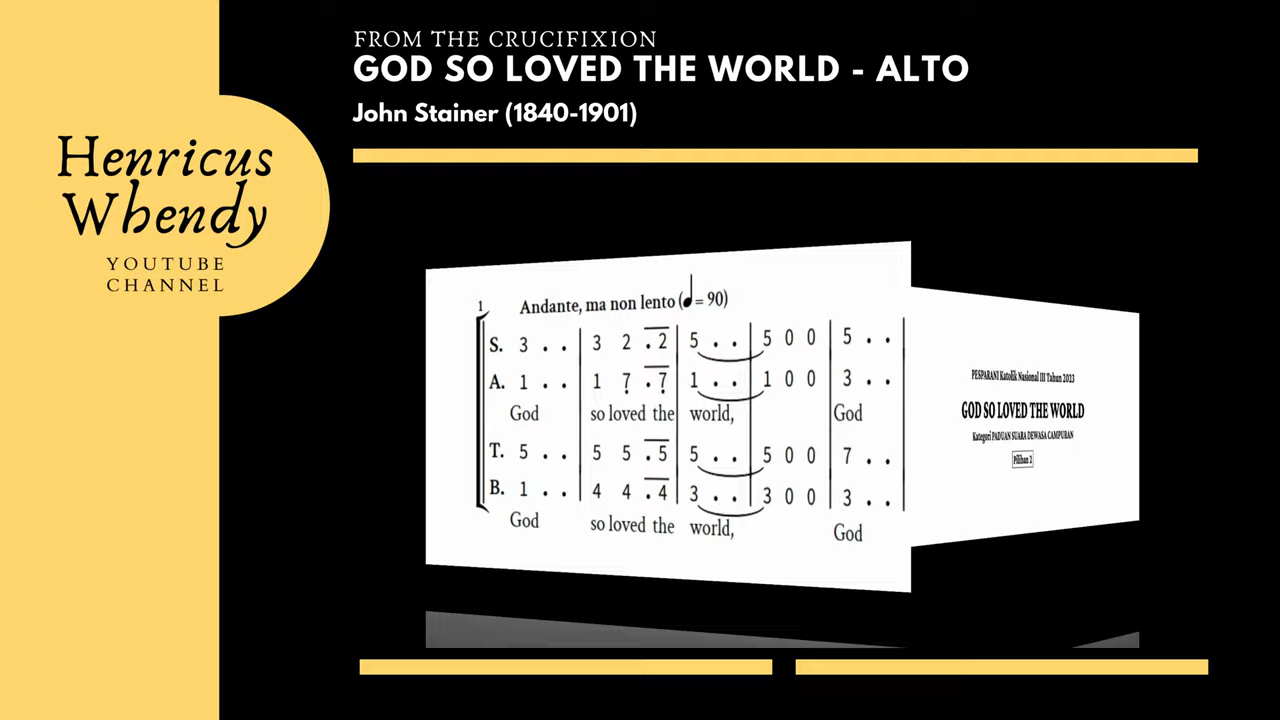 Henricus
Whendy
YOUTUBE
CHANNEL
FROM THE CRUCIFIXION
GOD SO LOVED THE WORLD - ALTO
John Stainer (1840-1901)
1 Andante, ma non lento (♩= 90)
S. 3 . . | 3 2 . 2 | 5 . . | 5 0 0 | 5 . . |
A. 1 . . | 1 7 . 7 | 1 . . | 1 0 0 | 3 . . |
God so loved the world, God
T. 5 . . | 5 5 . 5 | 5 . . | 5 0 0 | 7 . . |
B. 1 . . | 4 4 . 4 | 3 . . | 3 0 0 | 3 . . |
God so loved the world, God
PESPARANI Katolik Nasional III Tahun 2023
GOD SO LOVED THE WORLD
Kategori PADUAN SUARA DEWASA CAMPURAN
Pilihan 2